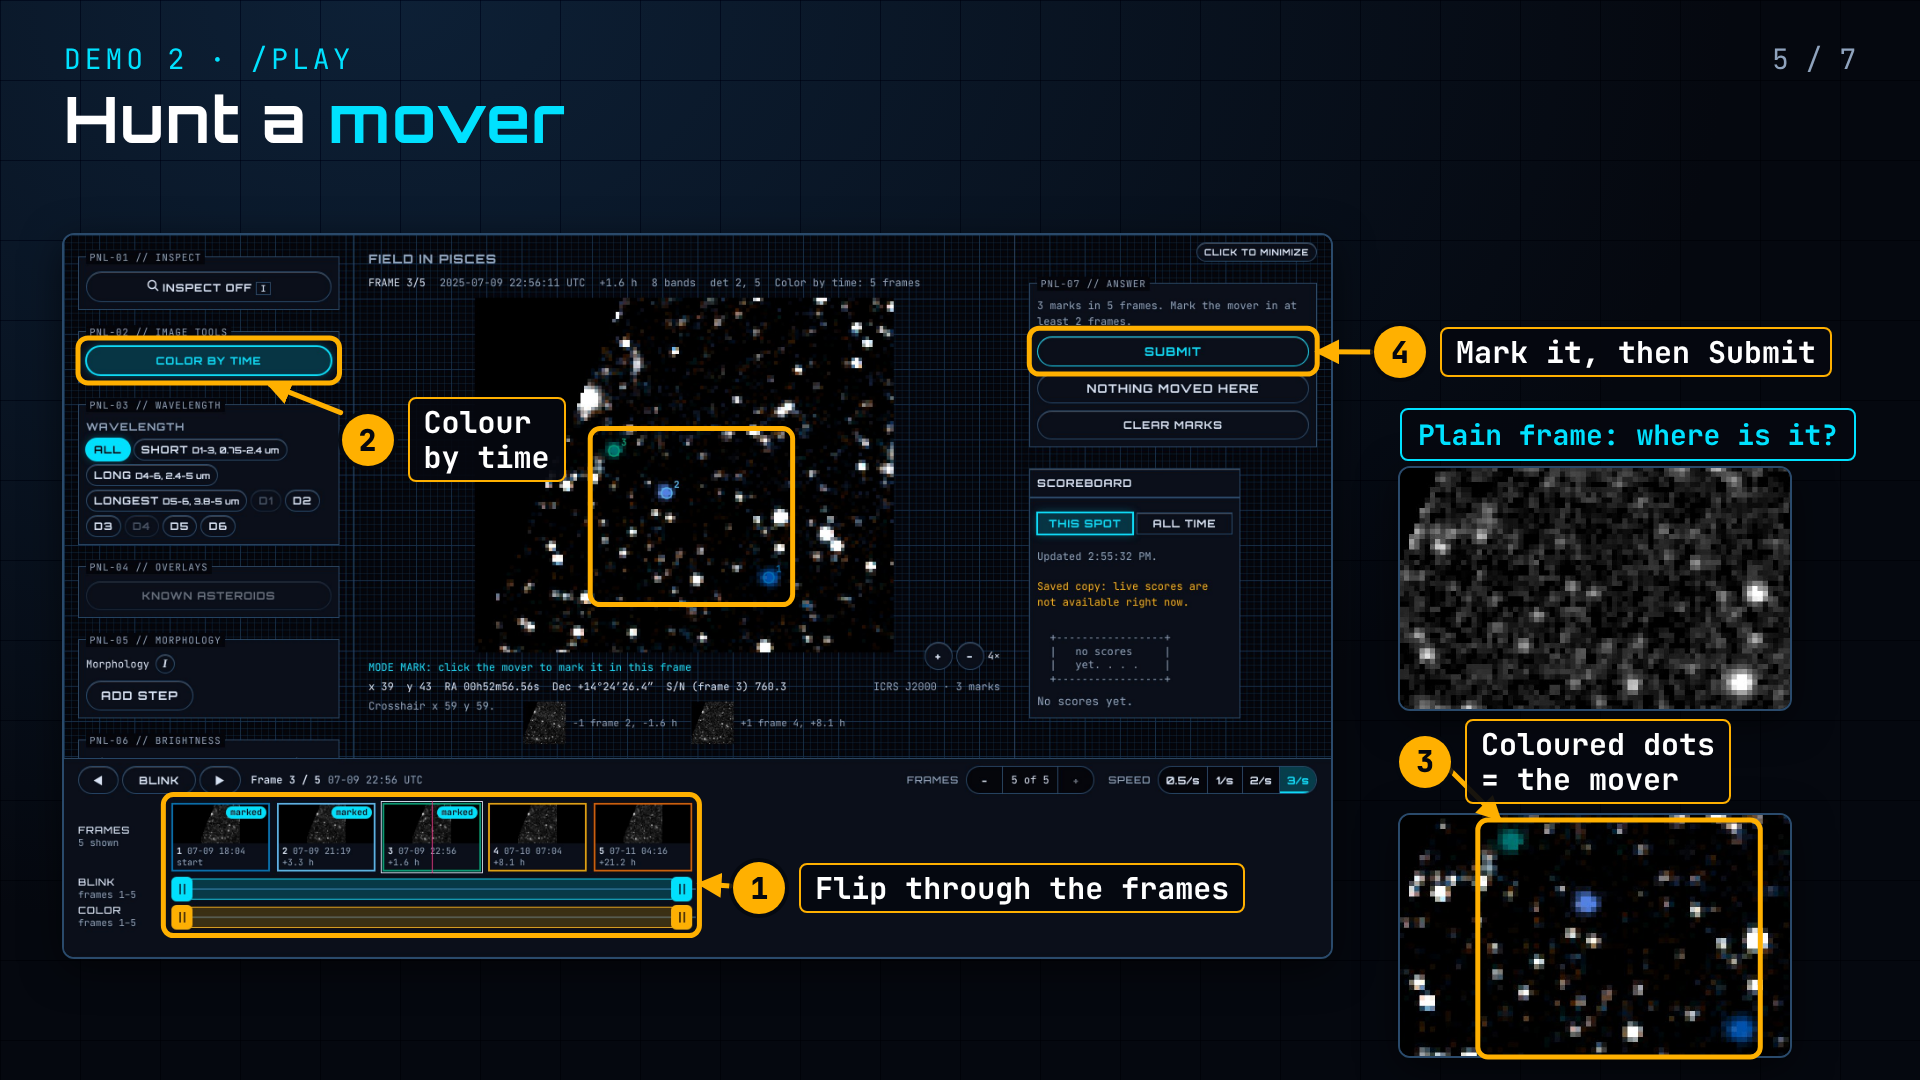 DEMO 2 · /PLAY
5 / 7
Hunt a mover
PNL-01 // INSPECT
INSPECT OFF I
PNL-02 // IMAGE TOOLS
COLOR BY TIME
PNL-03 // WAVELENGTH
WAVELENGTH
ALL SHORT D1-3, 0.75-2.4 um
LONG D4-6, 2.4-5 um
LONGEST D5-6, 3.8-5 um D1 D2
D3 D4 D5 D6
PNL-04 // OVERLAYS
KNOWN ASTEROIDS
PNL-05 // MORPHOLOGY
Morphology I
ADD STEP
PNL-06 // BRIGHTNESS
2
Colour
by time
FIELD IN PISCES
FRAME 3/5 2025-07-09 22:56:11 UTC +1.6 h 8 bands det 2, 5 Color by time: 5 frames
3
2
MODE MARK: click the mover to mark it in this frame
+ - 4×
x 39 y 43 RA 00h52m56.56s Dec +14°24′26.4″ S/N (frame 3) 760.3
ICRS J2000 · 3 marks
Crosshair x 59 y 59.
-1 frame 2, -1.6 h
+1 frame 4, +8.1 h
CLICK TO MINIMIZE
PNL-07 // ANSWER
3 marks in 5 frames. Mark the mover in at
least 2 frames.
SUBMIT
NOTHING MOVED HERE
CLEAR MARKS
SCOREBOARD
THIS SPOT ALL TIME
Updated 2:55:32 PM.
Saved copy: live scores are
not available right now.
+-----------------+
| no scores |
| yet. . . . |
+-----------------+
No scores yet.
4
Mark it, then Submit
Plain frame: where is it?
3
Coloured dots
= the mover
◀ BLINK ▶ Frame 3 / 5 07-09 22:56 UTC
FRAMES - 5 of 5 + SPEED 0.5/s 1/s 2/s 3/s
FRAMES
5 shown
marked
1 07-09 18:04
start
marked
2 07-09 21:19
+3.3 h
marked
3 07-09 22:56
+1.6 h
4 07-10 07:04
+8.1 h
5 07-11 04:16
+21.2 h
BLINK
frames 1-5
COLOR
frames 1-5
1
Flip through the frames